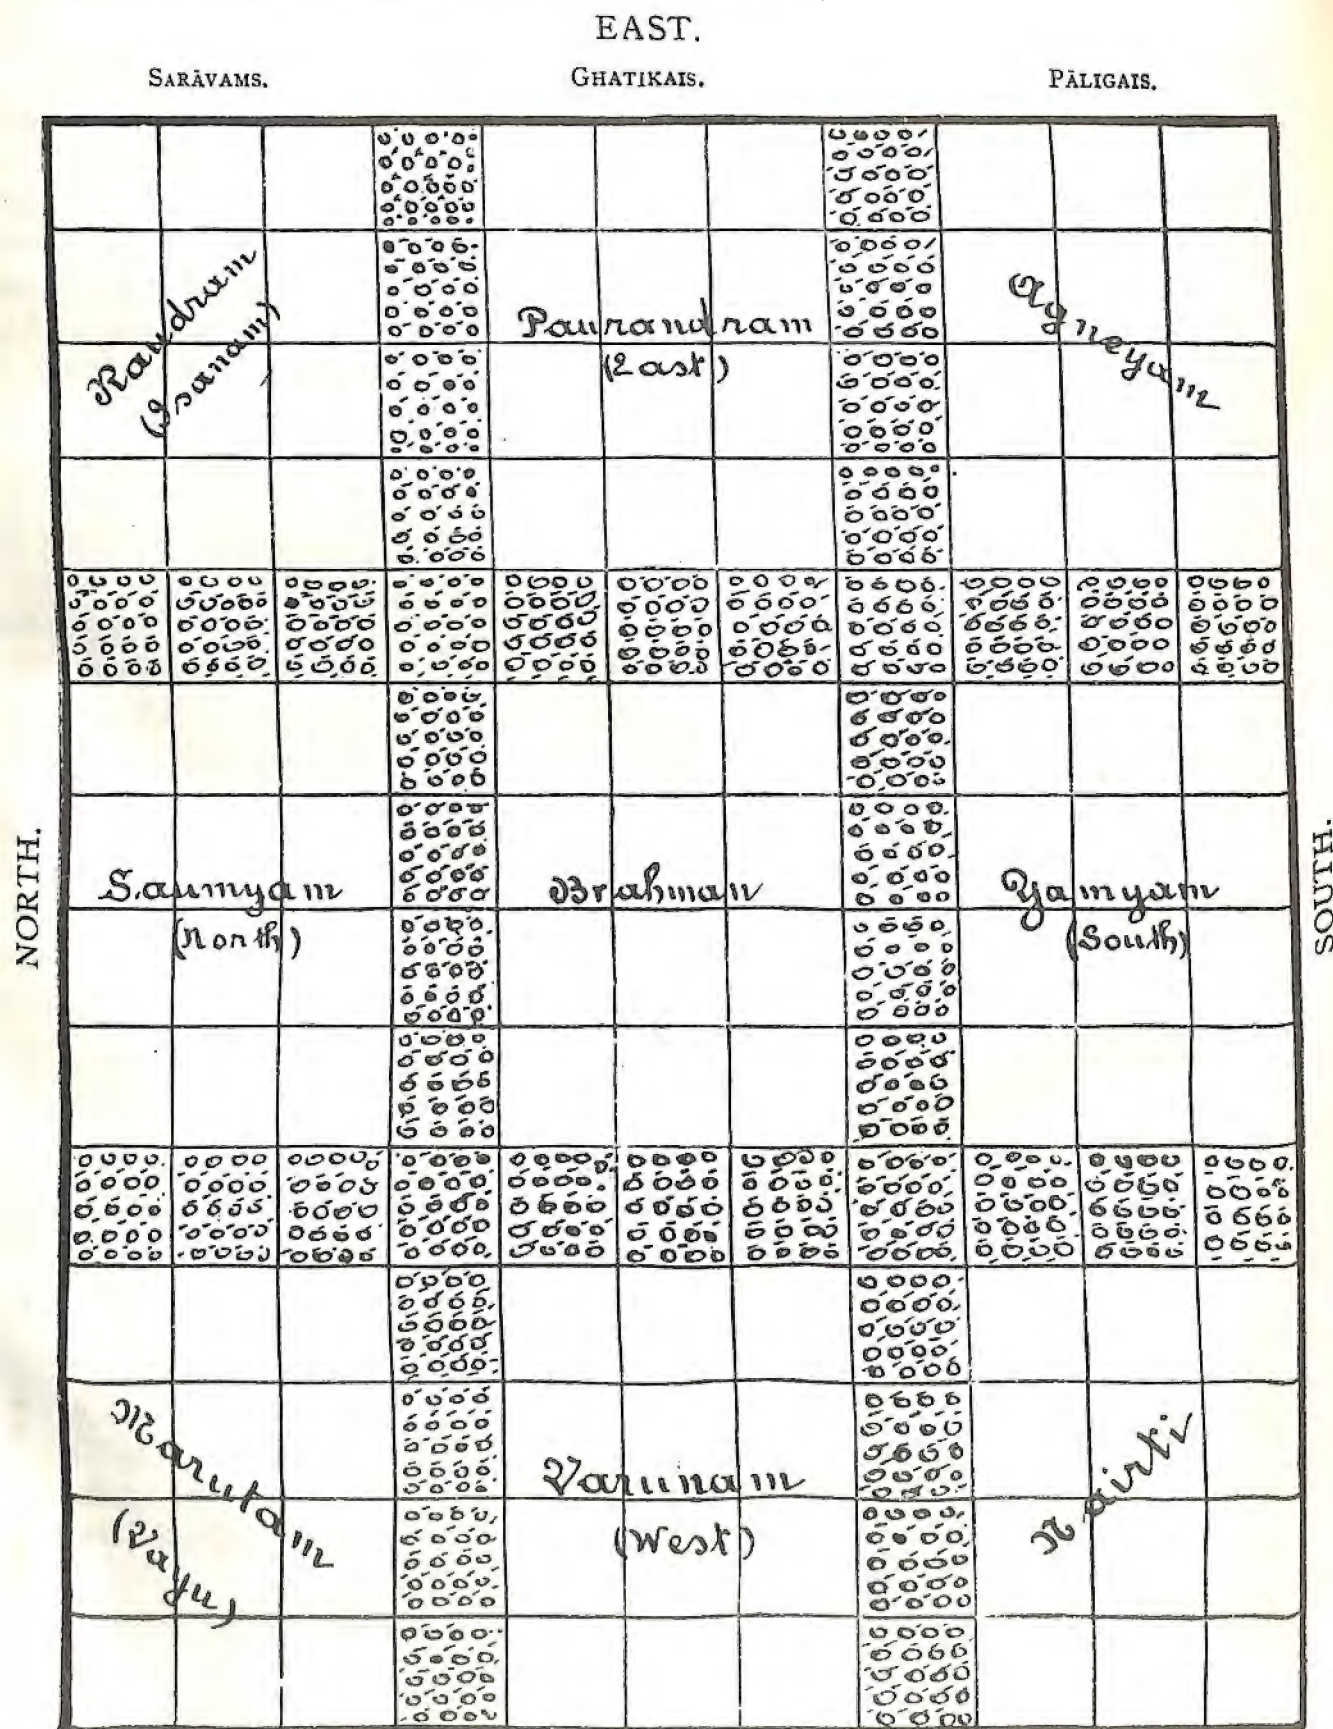 EAST.
SARĀVAMS. GHATIKAIS. PĀLIGAIS.
Raudram
(Isanam)
Paurandram
(East)
Agneyam
NORTH.
Saumyam
(North)
Brahman
Yamyam
(South)
SOUTH.
Marutam
(Vayu)
Varunam
(West)
Nairti